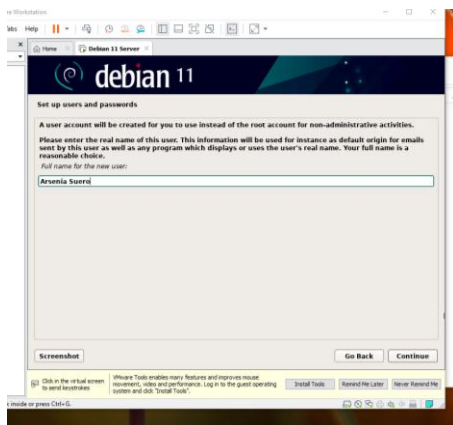 Workstation
Tabs Help
Home Debian 11 Server
debian 11
Set up users and passwords
A user account will be created for you to use instead of the root account for non-administrative activities.
Please enter the real name of this user. This information will be used for instance as default origin for emails
sent by this user as well as any program which displays or uses the user's real name. Your full name is a
reasonable choice.
Full name for the new user:
Arsenia Suero
Screenshot Go Back Continue
Click in the virtual screen
to send keystrokes
VMware Tools enables many features and improves mouse
movement, video and performance. Log in to the guest operating
system and click "Install Tools".
Install Tools Remind Me Later Never Remind Me
inside or press Ctrl+G.